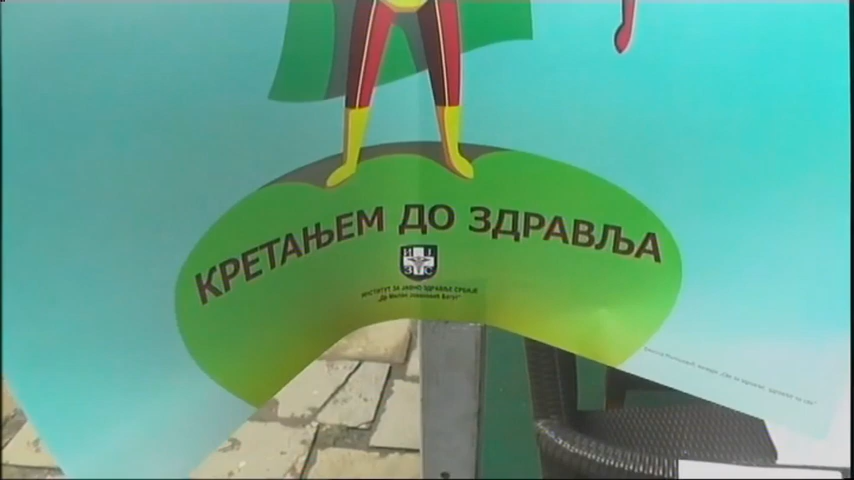 КРЕТАЊЕМ ДО ЗДРАВЉА
И Ј
З С
ИНСТИТУТ ЗА ЈАВНО ЗДРАВЉЕ СРБИЈЕ
„Др Милан Јовановић Батут“